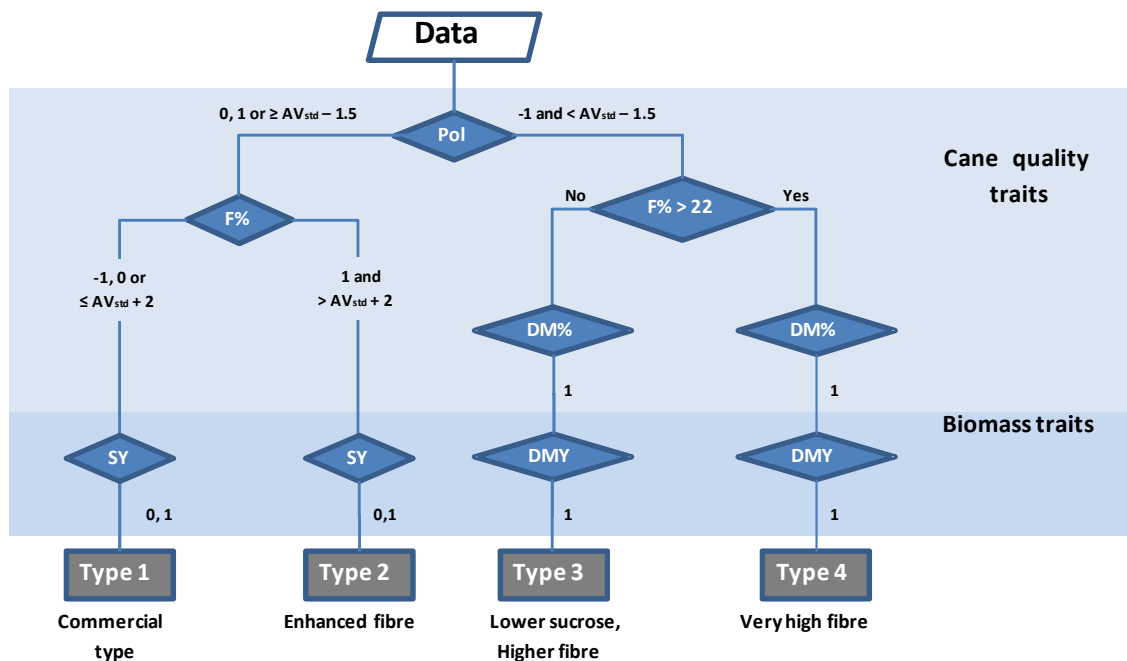 Data
0, 1 or ≥ AVstd – 1.5
-1 and < AVstd – 1.5
Pol
Cane quality
traits
No
Yes
F%
F% > 22
-1, 0 or
≤ AVstd + 2
1 and
> AVstd + 2
DM%
DM%
1
1
Biomass traits
SY
SY
DMY
DMY
0, 1
0,1
1
1
Type 1
Type 2
Type 3
Type 4
Commercial
type
Enhanced fibre
Lower sucrose,
Higher fibre
Very high fibre